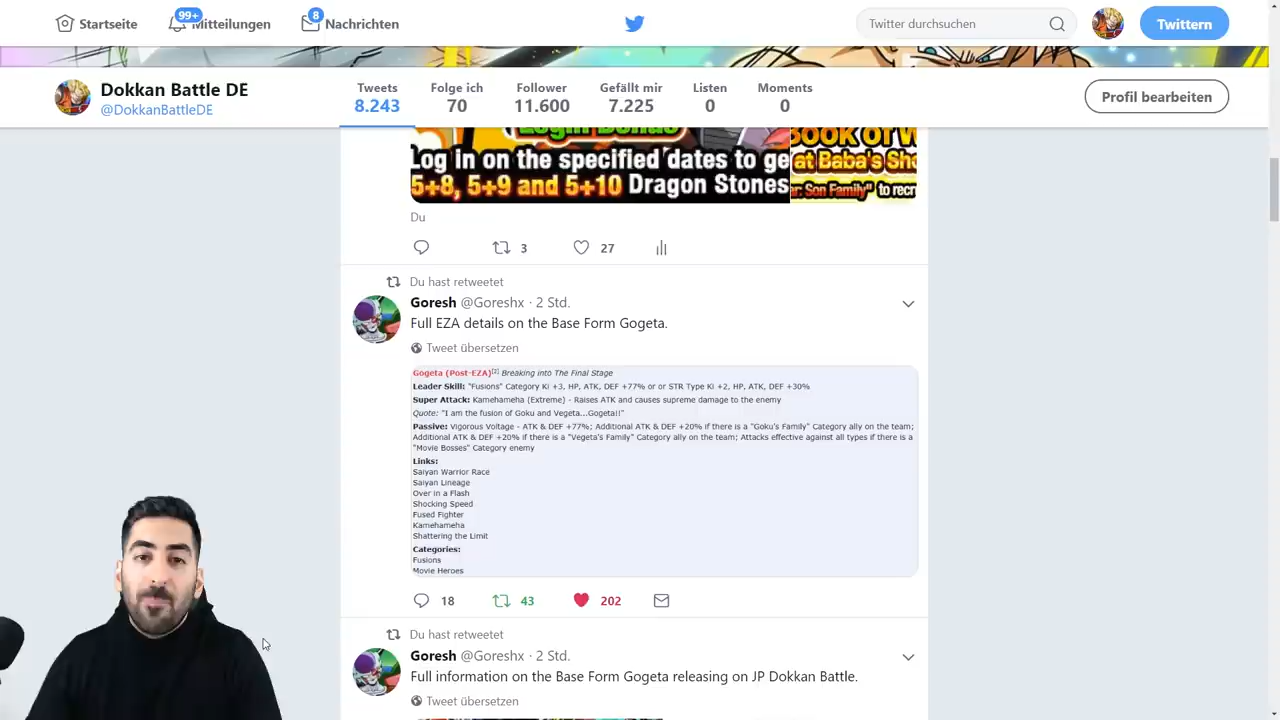 Startseite
99+
Mitteilungen
8
Nachrichten
Twitter durchsuchen
Twittern
Dokkan Battle DE
@DokkanBattleDE
Tweets
8.243
Folge ich
70
Follower
11.600
Gefällt mir
7.225
Listen
0
Moments
0
Profil bearbeiten
Login Bonus
Log in on the specified dates to ge
5+8, 5+9 and 5+10 Dragon Stones
BOOK OF W
at Baba's Sho
ar: Son Family" to recr
Du
3
27
Du hast retweetet
Goresh @Goreshx · 2 Std.
Full EZA details on the Base Form Gogeta.
Tweet übersetzen
Gogeta (Post-EZA)[2] Breaking into The Final Stage
Leader Skill: "Fusions" Category Ki +3, HP, ATK, DEF +77% or or STR Type Ki +2, HP, ATK, DEF +30%
Super Attack: Kamehameha (Extreme) - Raises ATK and causes supreme damage to the enemy
Quote: "I am the fusion of Goku and Vegeta...Gogeta!!"
Passive: Vigorous Voltage - ATK & DEF +77%; Additional ATK & DEF +20% if there is a "Goku's Family" Category ally on the team;
Additional ATK & DEF +20% if there is a "Vegeta's Family" Category ally on the team; Attacks effective against all types if there is a
"Movie Bosses" Category enemy
Links:
Saiyan Warrior Race
Saiyan Lineage
Over in a Flash
Shocking Speed
Fused Fighter
Kamehameha
Shattering the Limit
Categories:
Fusions
Movie Heroes
18
43
202
Du hast retweetet
Goresh @Goreshx · 2 Std.
Full information on the Base Form Gogeta releasing on JP Dokkan Battle.
Tweet übersetzen